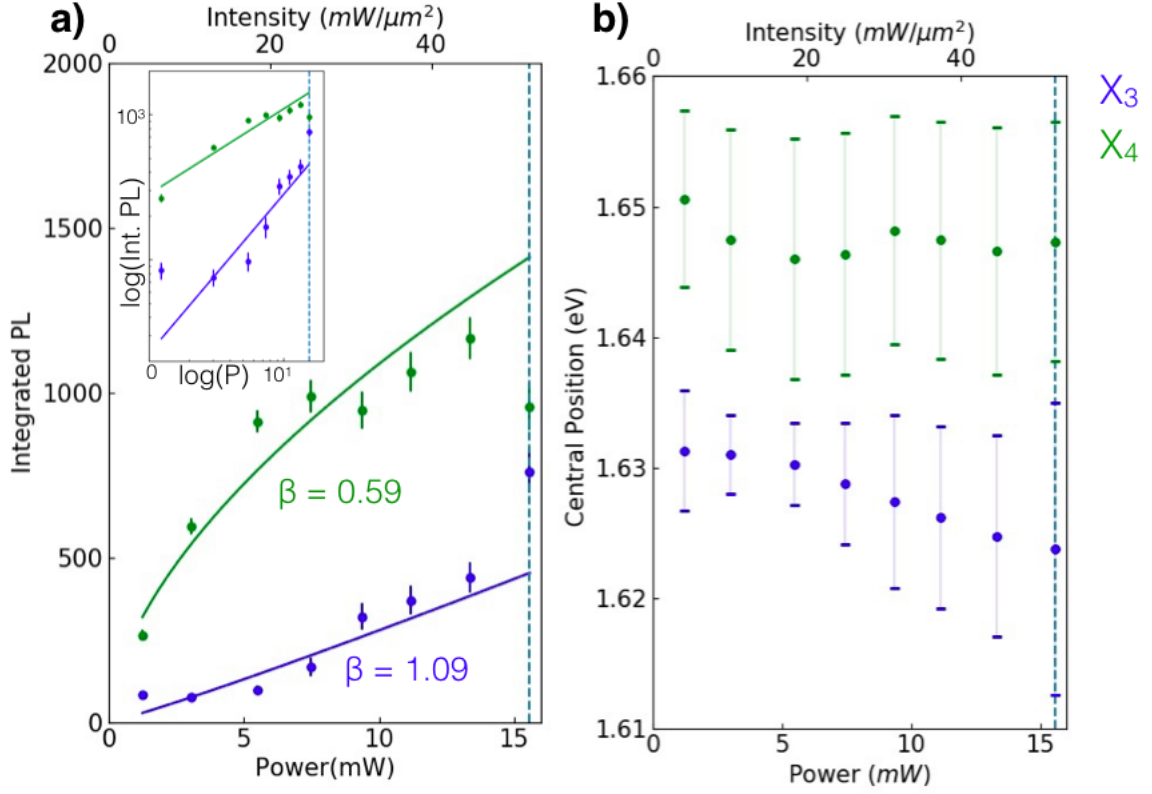 a)
Intensity (mW/μm²)
0 20 40
2000
1500
1000
500
0
Integrated PL
10³
log(Int. PL)
0 10¹
log(P)
β = 0.59
β = 1.09
0 5 10 15
Power(mW)
b)
Intensity (mW/μm²)
0 20 40
1.66
1.65
1.64
1.63
1.62
1.61
Central Position (eV)
0 5 10 15
Power (mW)
X₃
X₄